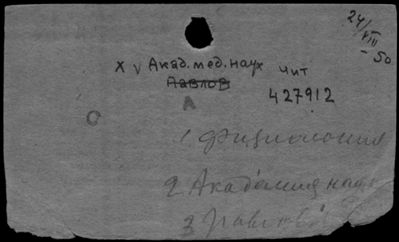 24/VIII - 50
x v Акад. мед. наук чит
Павлов
427912
С А
1 Физиология
2 Академия наук
3 Павлов